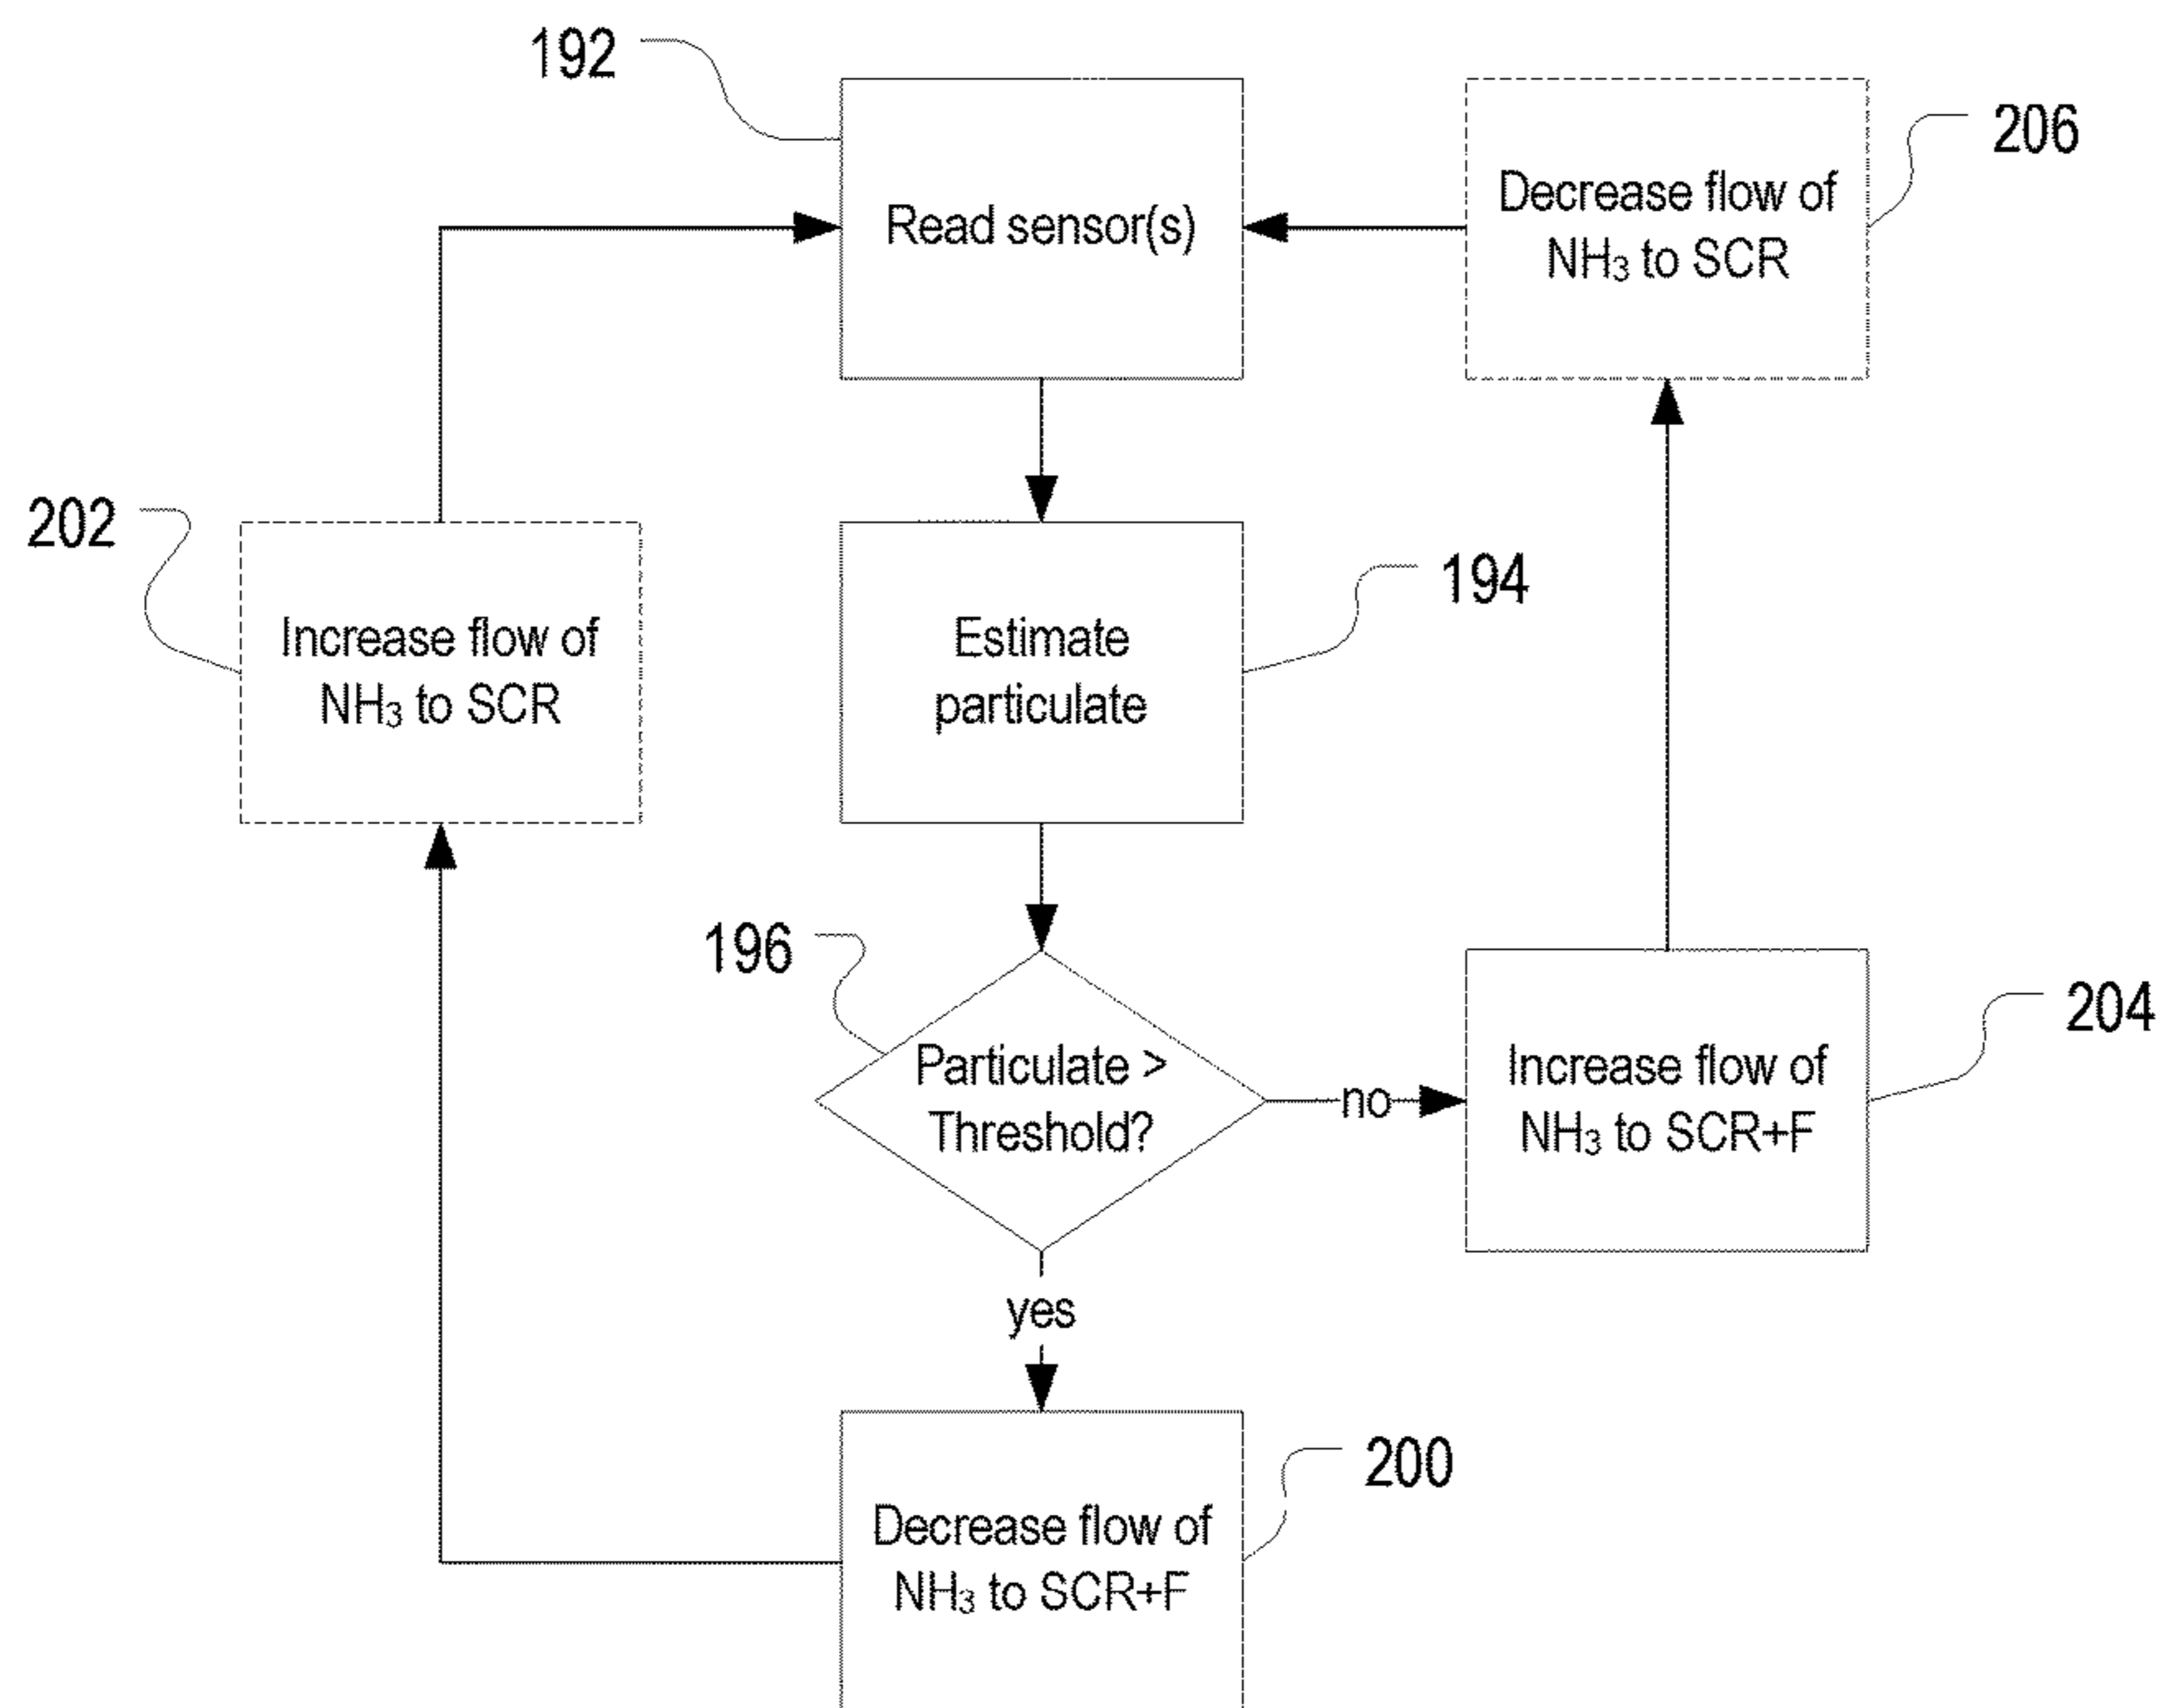 192
Read sensor(s)
Decrease flow of
NH₃ to SCR
206
202
Increase flow of
NH₃ to SCR
Estimate
particulate
194
196
Particulate >
Threshold?
no
Increase flow of
NH₃ to SCR+F
204
yes
Decrease flow of
NH₃ to SCR+F
200